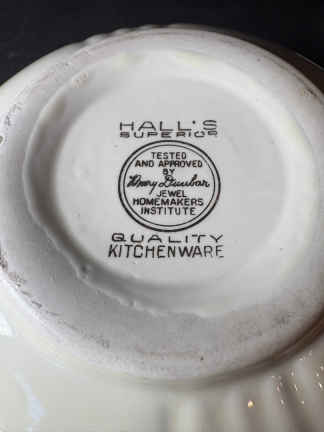 HALL'S
SUPERIOR
TESTED
AND APPROVED
BY
Mary Dunbar
JEWEL
HOMEMAKERS
INSTITUTE
QUALITY
KITCHENWARE